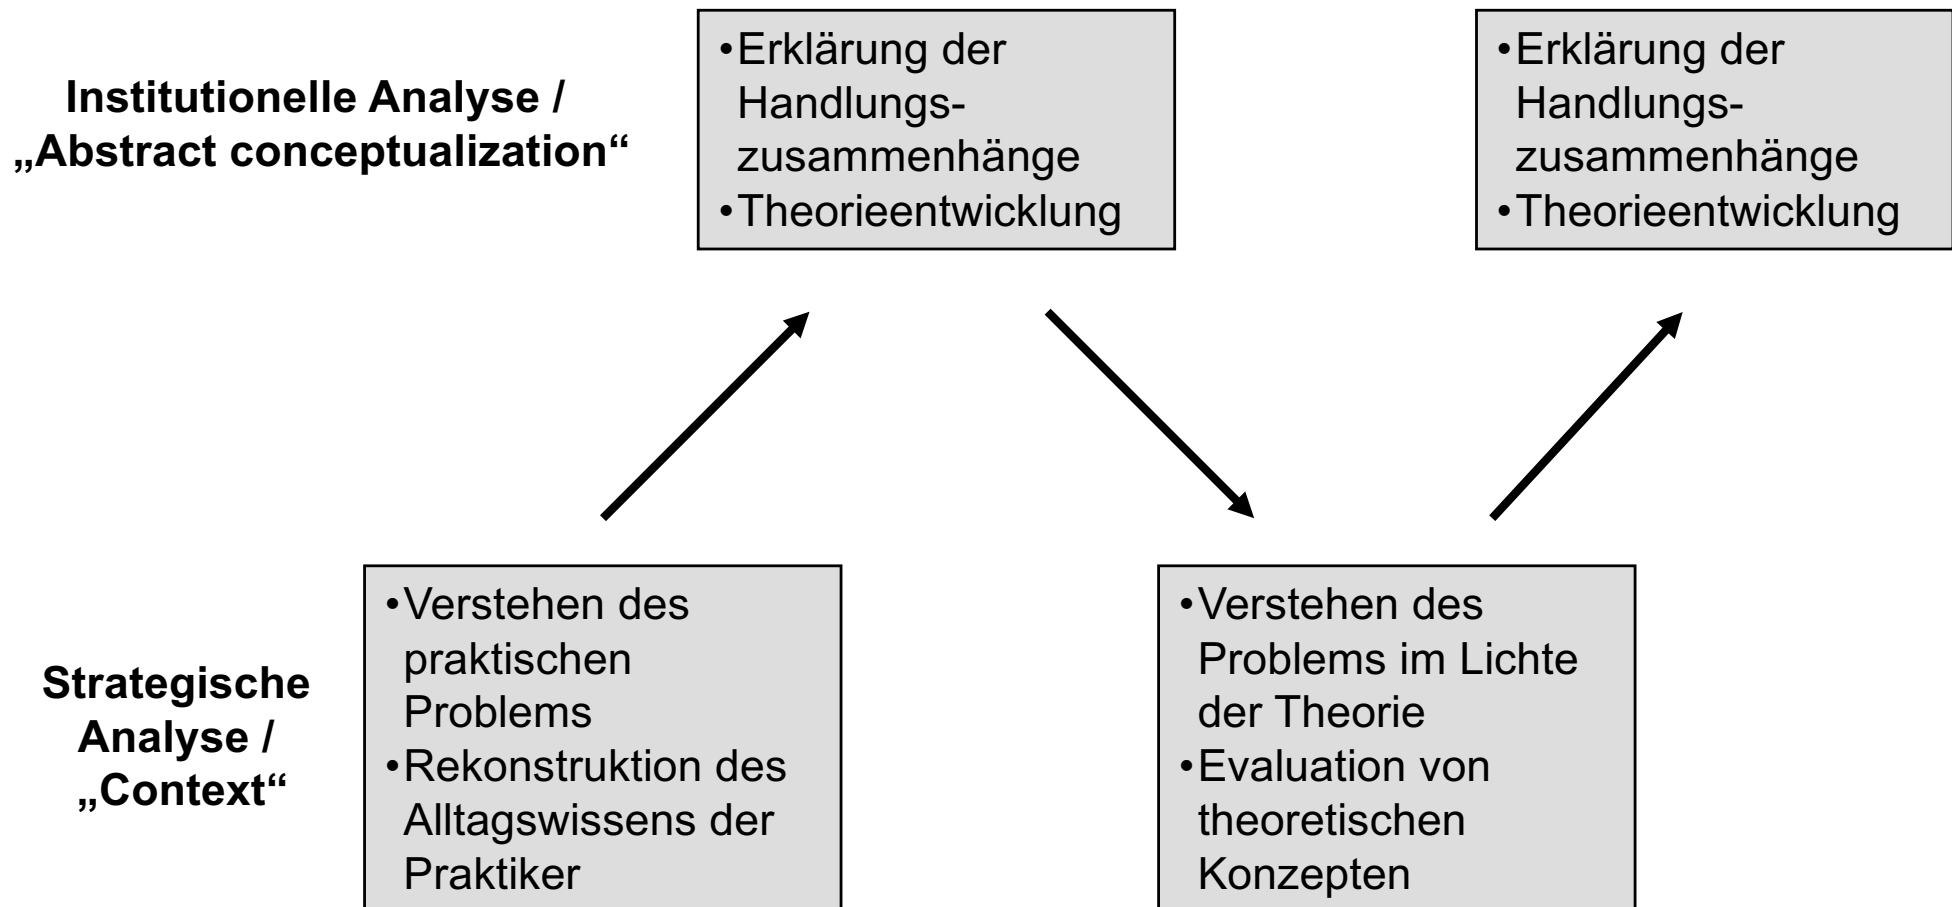 Institutionelle Analyse /
„Abstract conceptualization“
•Erklärung der
Handlungs-
zusammenhänge
•Theorieentwicklung
•Erklärung der
Handlungs-
zusammenhänge
•Theorieentwicklung
Strategische
Analyse /
„Context“
•Verstehen des
praktischen
Problems
•Rekonstruktion des
Alltagswissens der
Praktiker
•Verstehen des
Problems im Lichte
der Theorie
•Evaluation von
theoretischen
Konzepten